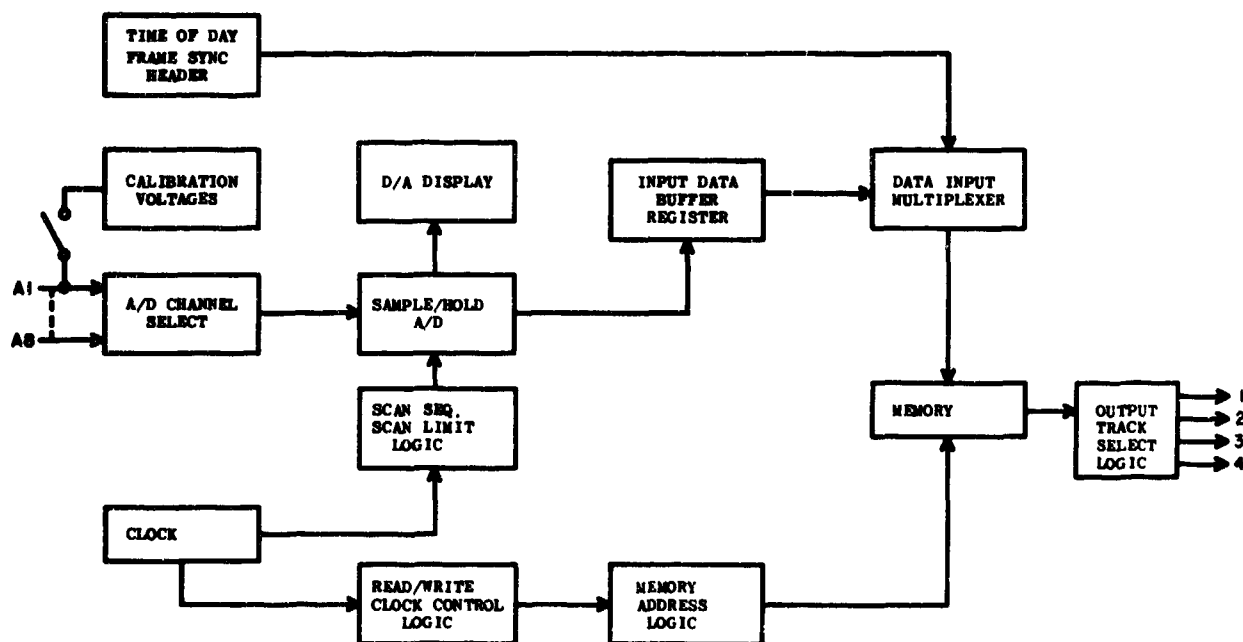 TIME OF DAY
FRAME SYNC
HEADER
CALIBRATION
VOLTAGES
D/A DISPLAY
INPUT DATA
BUFFER
REGISTER
DATA INPUT
MULTIPLEXER
A1
A8
A/D CHANNEL
SELECT
SAMPLE/HOLD
A/D
SCAN SEQ.
SCAN LIMIT
LOGIC
MEMORY
OUTPUT
TRACK
SELECT
LOGIC
1
2
3
4
CLOCK
READ/WRITE
CLOCK CONTROL
LOGIC
MEMORY
ADDRESS
LOGIC